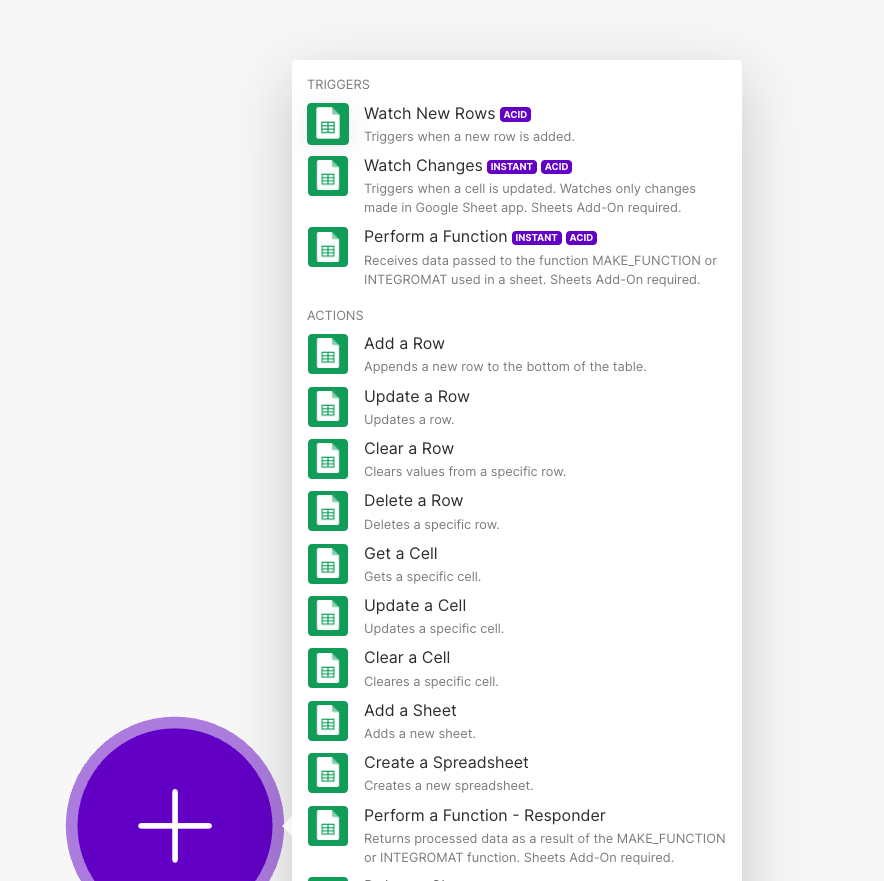 TRIGGERS
Watch New Rows ACID
Triggers when a new row is added.
Watch Changes INSTANT ACID
Triggers when a cell is updated. Watches only changes
made in Google Sheet app. Sheets Add-On required.
Perform a Function INSTANT ACID
Receives data passed to the function MAKE_FUNCTION or
INTEGROMAT used in a sheet. Sheets Add-On required.
ACTIONS
Add a Row
Appends a new row to the bottom of the table.
Update a Row
Updates a row.
Clear a Row
Clears values from a specific row.
Delete a Row
Deletes a specific row.
Get a Cell
Gets a specific cell.
Update a Cell
Updates a specific cell.
Clear a Cell
Cleares a specific cell.
Add a Sheet
Adds a new sheet.
Create a Spreadsheet
Creates a new spreadsheet.
Perform a Function - Responder
Returns processed data as a result of the MAKE_FUNCTION
or INTEGROMAT function. Sheets Add-On required.